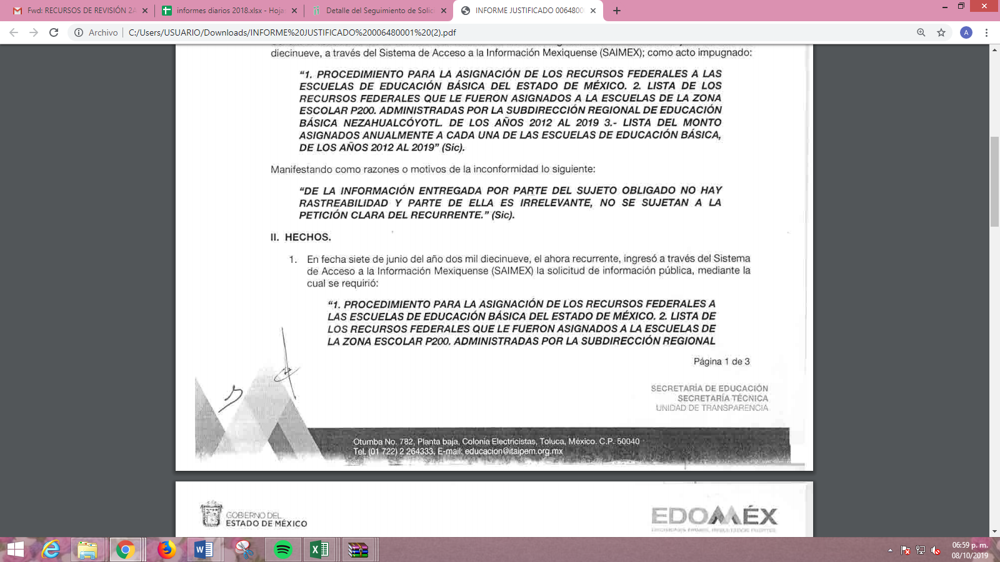 Fwd: RECURSOS DE REVISIÓN 2A
informes diarios 2018.xlsx - Hoja
Detalle del Seguimiento de Solic
INFORME JUSTIFICADO 0064800
Archivo
C:/Users/USUARIO/Downloads/INFORME%20JUSTIFICADO%20006480001%20(2).pdf
A
diecinueve, a través del Sistema de Acceso a la Información Mexiquense (SAIMEX); como acto impugnado:
“1. PROCEDIMIENTO PARA LA ASIGNACIÓN DE LOS RECURSOS FEDERALES A LAS
ESCUELAS DE EDUCACIÓN BÁSICA DEL ESTADO DE MÉXICO. 2. LISTA DE LOS
RECURSOS FEDERALES QUE LE FUERON ASIGNADOS A LA ESCUELAS DE LA ZONA
ESCOLAR P200. ADMINISTRADAS POR LA SUBDIRECCIÓN REGIONAL DE EDUCACIÓN
BÁSICA NEZAHUALCÓYOTL. DE LOS AÑOS 2012 AL 2019 3.- LISTA DEL MONTO
ASIGNADOS ANUALMENTE A CADA UNA DE LAS ESCUELAS DE EDUCACIÓN BÁSICA,
DE LOS AÑOS 2012 AL 2019” (Sic).
Manifestando como razones o motivos de la inconformidad lo siguiente:
“DE LA INFORMACIÓN ENTREGADA POR PARTE DEL SUJETO OBLIGADO NO HAY
RASTREABILIDAD Y PARTE DE ELLA ES IRRELEVANTE, NO SE SUJETAN A LA
PETICIÓN CLARA DEL RECURRENTE.” (Sic).
II. HECHOS.
1. En fecha siete de junio del año dos mil diecinueve, el ahora recurrente, ingresó a través del Sistema
de Acceso a la Información Mexiquense (SAIMEX) la solicitud de información pública, mediante la
cual se requirió:
“1. PROCEDIMIENTO PARA LA ASIGNACIÓN DE LOS RECURSOS FEDERALES A
LAS ESCUELAS DE EDUCACIÓN BÁSICA DEL ESTADO DE MÉXICO. 2. LISTA DE
LOS RECURSOS FEDERALES QUE LE FUERON ASIGNADOS A LA ESCUELAS DE
LA ZONA ESCOLAR P200. ADMINISTRADAS POR LA SUBDIRECCIÓN REGIONAL
Página 1 de 3
SECRETARÍA DE EDUCACIÓN
SECRETARÍA TÉCNICA
UNIDAD DE TRANSPARENCIA
Otumba No. 782, Planta baja, Colonia Electricistas, Toluca, México. C.P. 50040
Tel. (01 722) 2 264333, E-mail: educacion@itaipem.org.mx
GOBIERNO DEL
ESTADO DE MÉXICO
EDOMÉX
DECISIONES FIRMES, RESULTADOS FUERTES
06:59 p. m.
08/10/2019